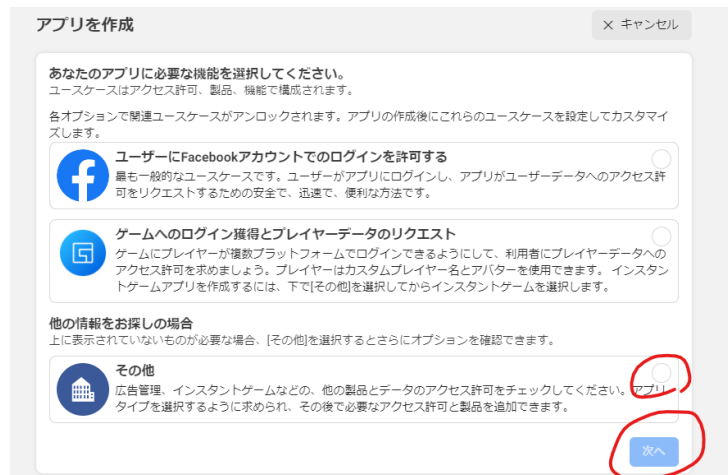 アプリを作成
× キャンセル
あなたのアプリに必要な機能を選択してください。
ユースケースはアクセス許可、製品、機能で構成されます。
各オプションで関連ユースケースがアンロックされます。アプリの作成後にこれらのユースケースを設定してカスタマイ
ズします。
ユーザーにFacebookアカウントでのログインを許可する
最も一般的なユースケースです。ユーザーがアプリにログインし、アプリがユーザーデータへのアクセス許
可をリクエストするための安全で、迅速で、便利な方法です。
ゲームへのログイン獲得とプレイヤーデータのリクエスト
ゲームにプレイヤーが複数プラットフォームでログインできるようにして、利用者にプレイヤーデータへの
アクセス許可を求めましょう。プレイヤーはカスタムプレイヤー名とアバターを使用できます。 インスタン
トゲームアプリを作成するには、下で[その他]を選択してからインスタントゲームを選択します。
他の情報をお探しの場合
上に表示されていないものが必要な場合、[その他]を選択するとさらにオプションを確認できます。
その他
広告管理、インスタントゲームなどの、他の製品とデータのアクセス許可をチェックしてください。アプリ
タイプを選択するように求められ、その後で必要なアクセス許可と製品を追加できます。
次へ